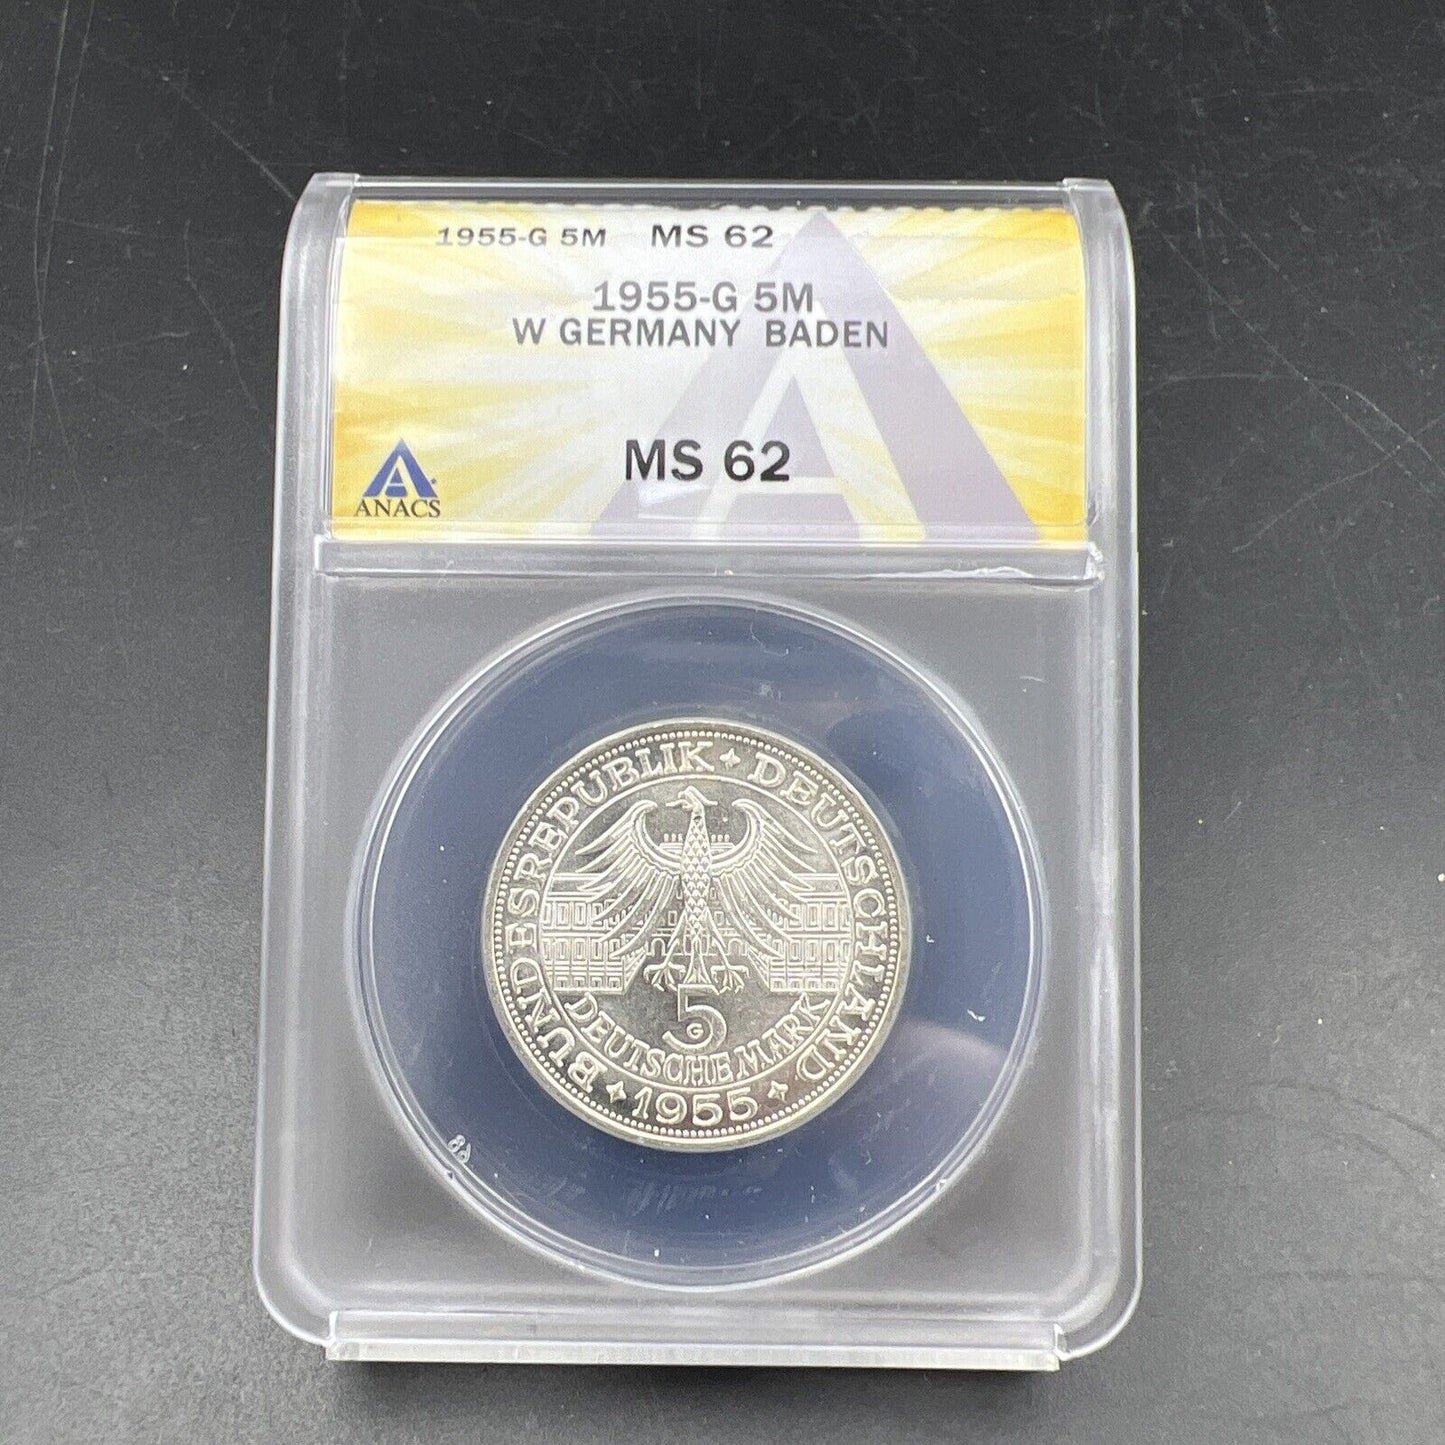 1955-G 5M MS 62
1955-G 5M
W GERMANY BADEN
MS 62
ANACS
BUNDESREPUBLIK DEUTSCHLAND
5
G
DEUTSCHE MARK
1955